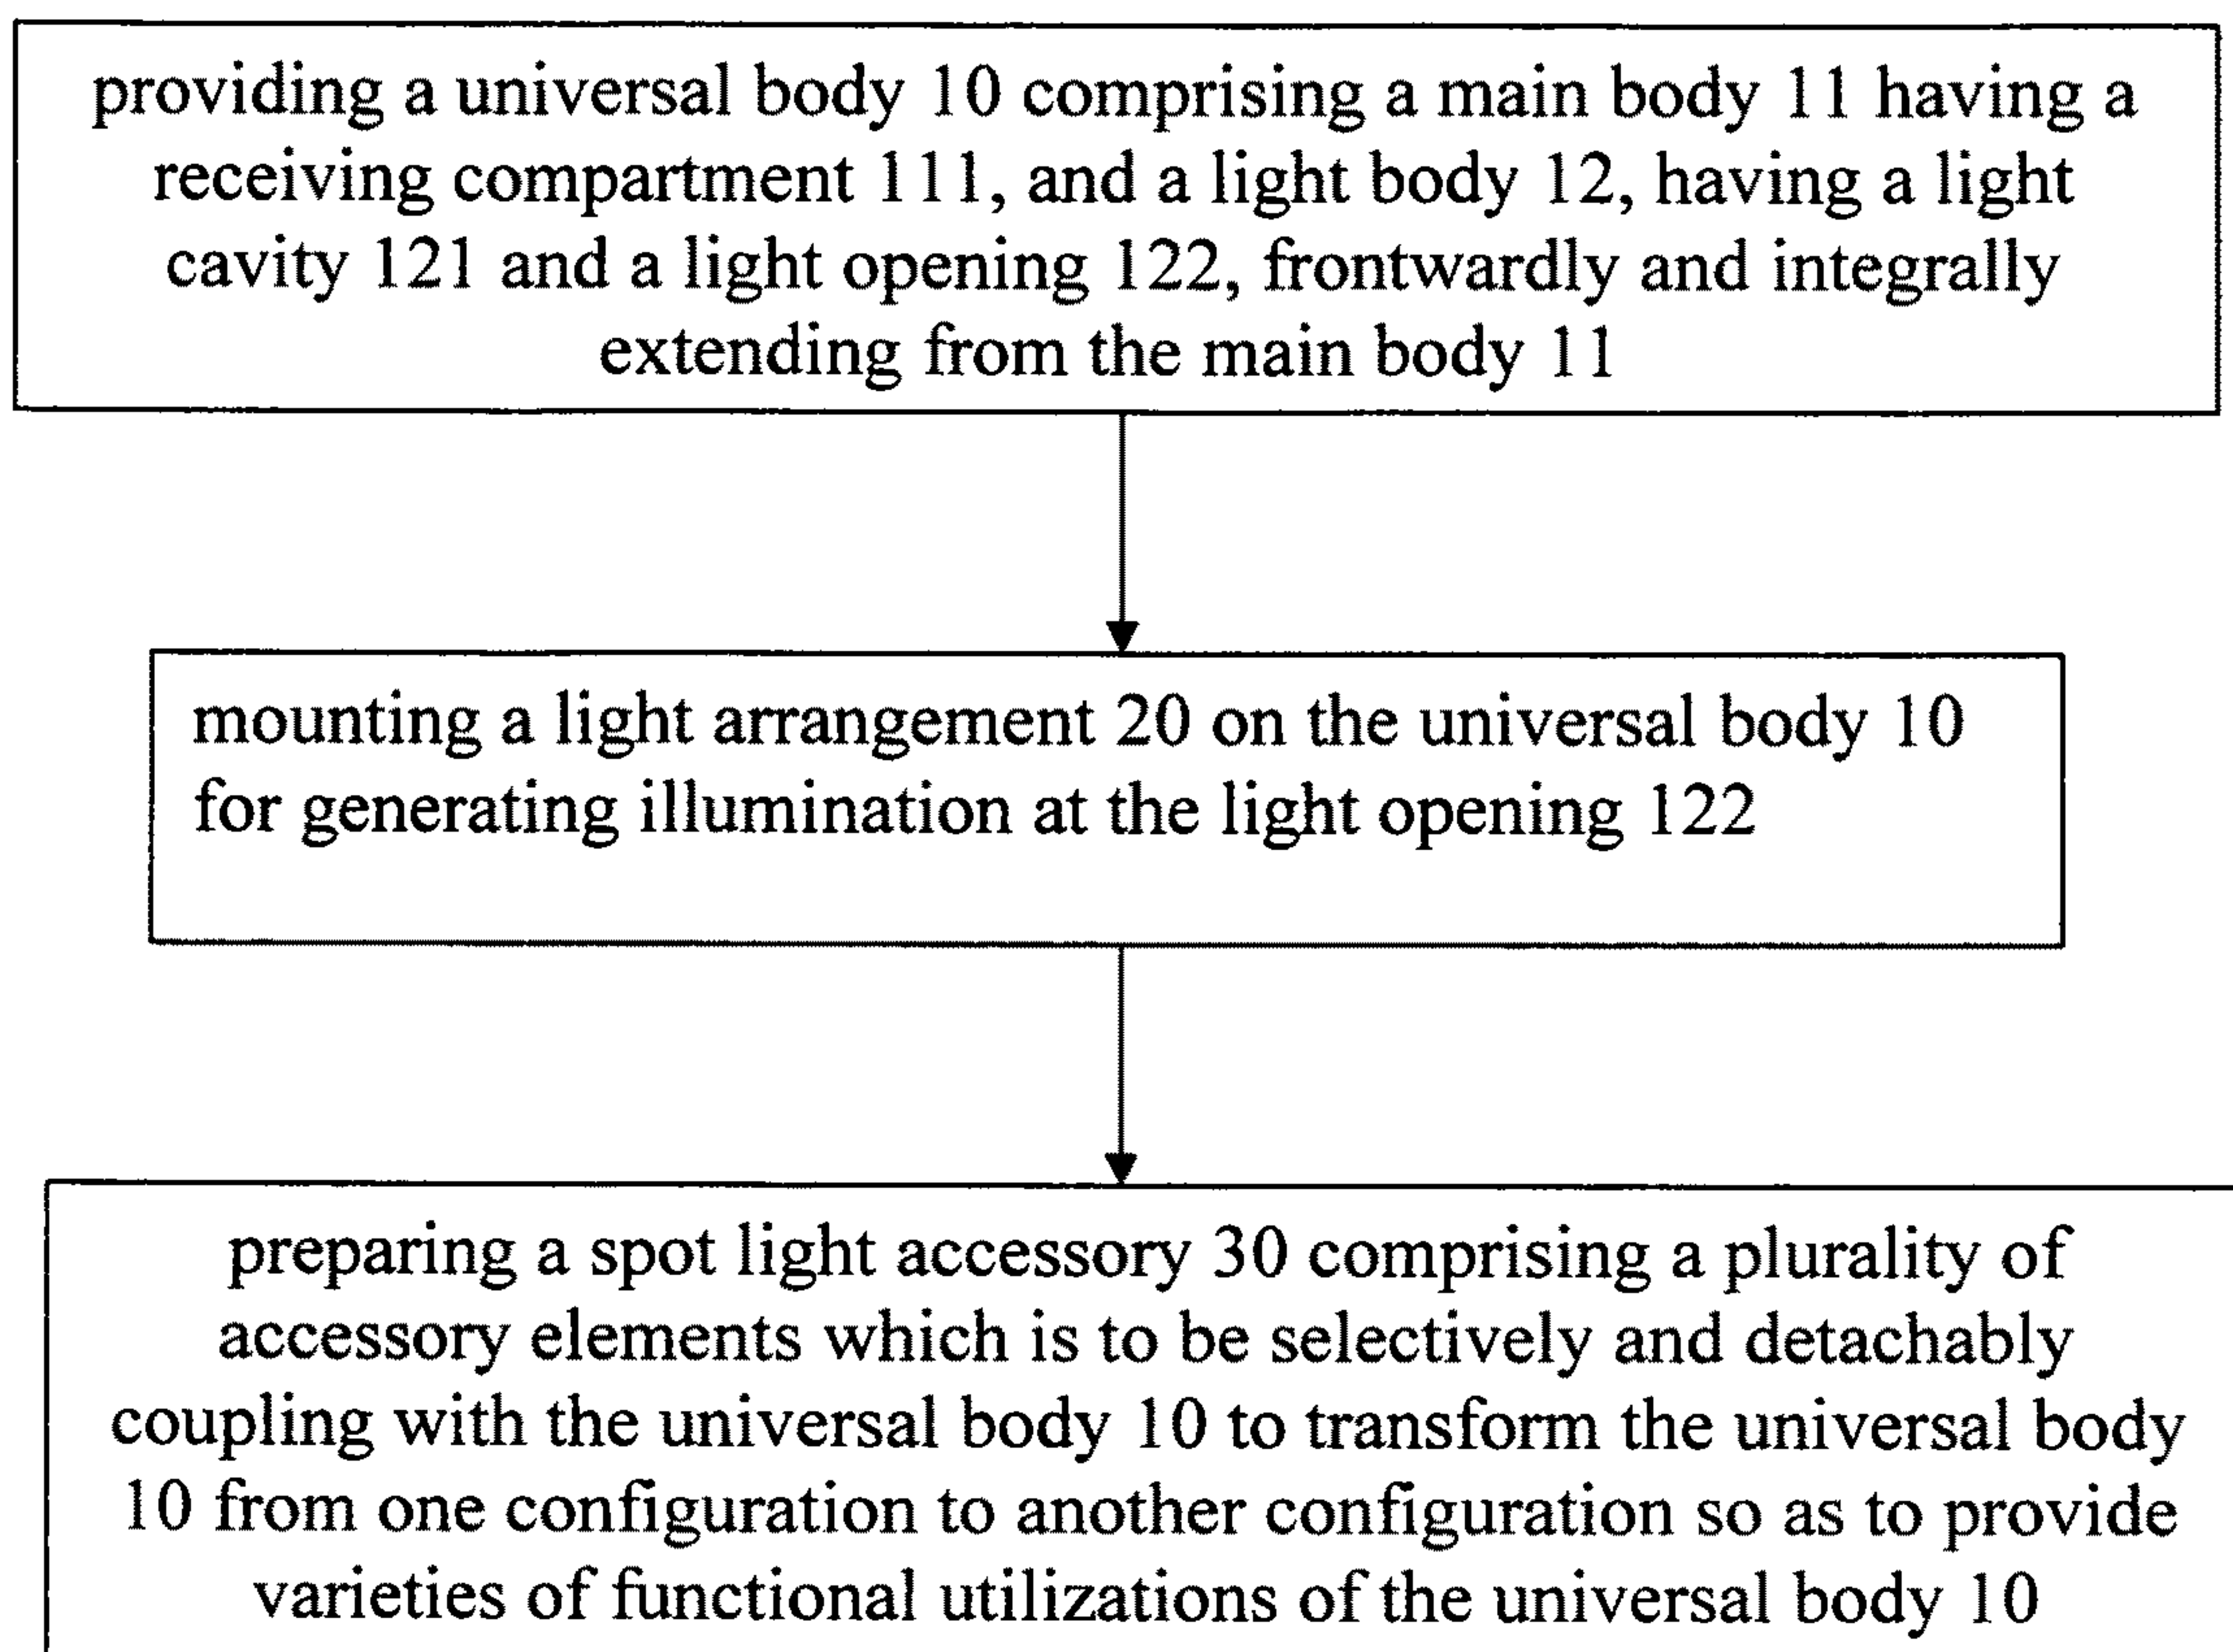 providing a universal body 10 comprising a main body 11 having a
receiving compartment 111, and a light body 12, having a light
cavity 121 and a light opening 122, frontwardly and integrally
extending from the main body 11
mounting a light arrangement 20 on the universal body 10
for generating illumination at the light opening 122
preparing a spot light accessory 30 comprising a plurality of
accessory elements which is to be selectively and detachably
coupling with the universal body 10 to transform the universal body
10 from one configuration to another configuration so as to provide
varieties of functional utilizations of the universal body 10